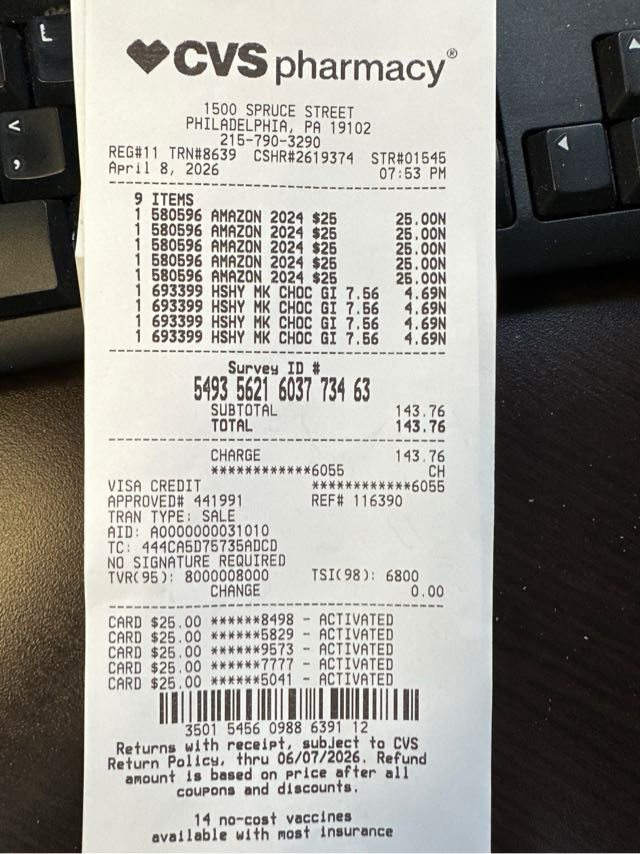 CVS pharmacy®
1500 SPRUCE STREET
PHILADELPHIA, PA 19102
215-790-3290
REG#11 TRN#8639 CSHR#2619374 STR#01545
April 8, 2026 07:53 PM
9 ITEMS
1 580596 AMAZON 2024 $25 25.00N
1 580596 AMAZON 2024 $25 25.00N
1 580596 AMAZON 2024 $25 25.00N
1 580596 AMAZON 2024 $25 25.00N
1 580596 AMAZON 2024 $25 25.00N
1 693399 HSHY MK CHOC GI 7.56 4.69N
1 693399 HSHY MK CHOC GI 7.56 4.69N
1 693399 HSHY MK CHOC GI 7.56 4.69N
1 693399 HSHY MK CHOC GI 7.56 4.69N
Survey ID #
5493 5621 6037 734 63
SUBTOTAL 143.76
TOTAL 143.76
CHARGE 143.76
************6055 CH
VISA CREDIT ************6055
APPROVED# 441991 REF# 116390
TRAN TYPE: SALE
AID: A0000000031010
TC: 444CA5D75735ADCD
NO SIGNATURE REQUIRED
TVR(95): 8000008000 TSI(98): 6800
CHANGE 0.00
CARD $25.00 ******8498 - ACTIVATED
CARD $25.00 ******5829 - ACTIVATED
CARD $25.00 ******9573 - ACTIVATED
CARD $25.00 ******7777 - ACTIVATED
CARD $25.00 ******5041 - ACTIVATED
3501 5456 0988 6391 12
Returns with receipt, subject to CVS
Return Policy, thru 06/07/2026. Refund
amount is based on price after all
coupons and discounts.
14 no-cost vaccines
available with most insurance
L
<
,